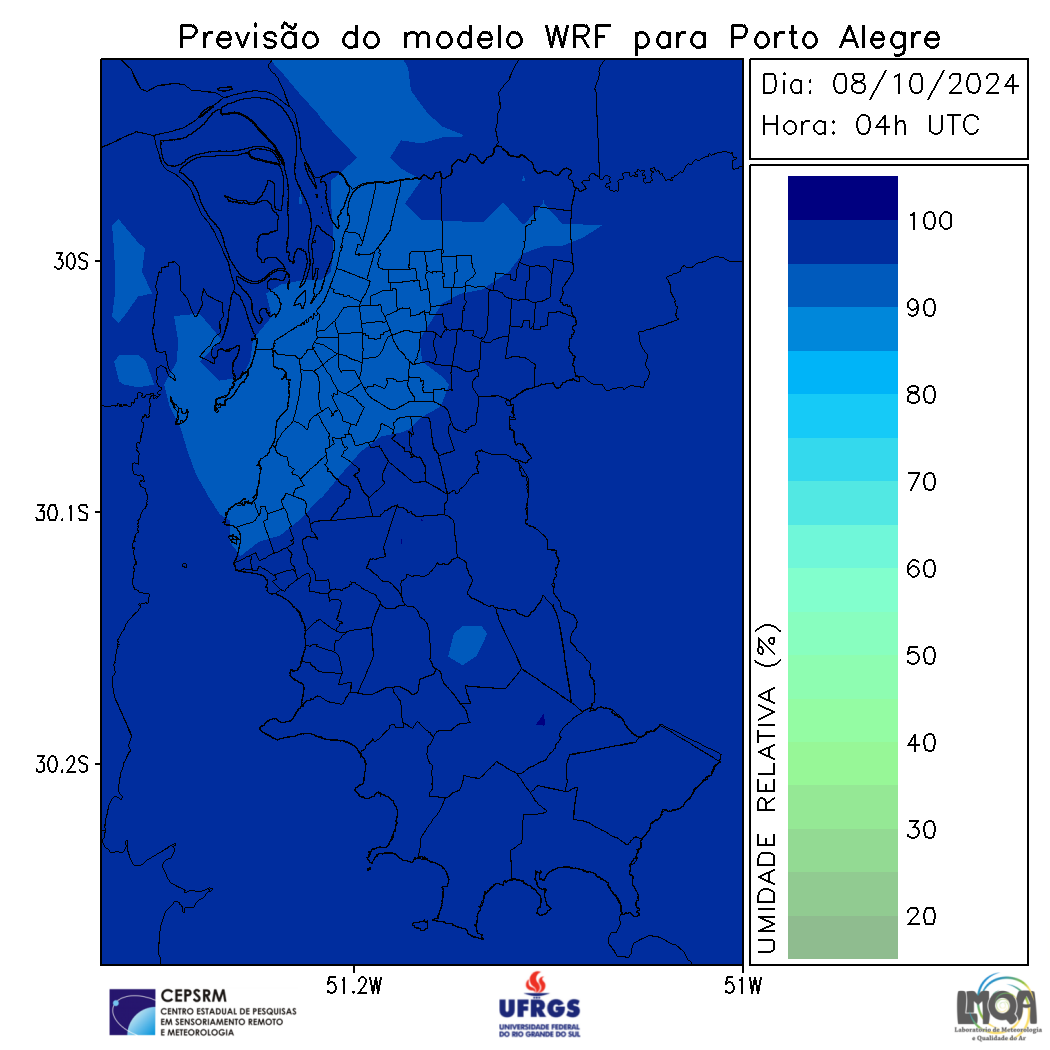 Previsão do modelo WRF para Porto Alegre
Dia: 08/10/2024
Hora: 04h UTC
30S
30.1S
30.2S
51.2W
51W
UMIDADE RELATIVA (%)
100
90
80
70
60
50
40
30
20
CEPSRM
CENTRO ESTADUAL DE PESQUISAS
EM SENSORIAMENTO REMOTO
E METEOROLOGIA
UFRGS
UNIVERSIDADE FEDERAL
DO RIO GRANDE DO SUL
LMQA
Laboratório de Meteorologia
e Qualidade do Ar